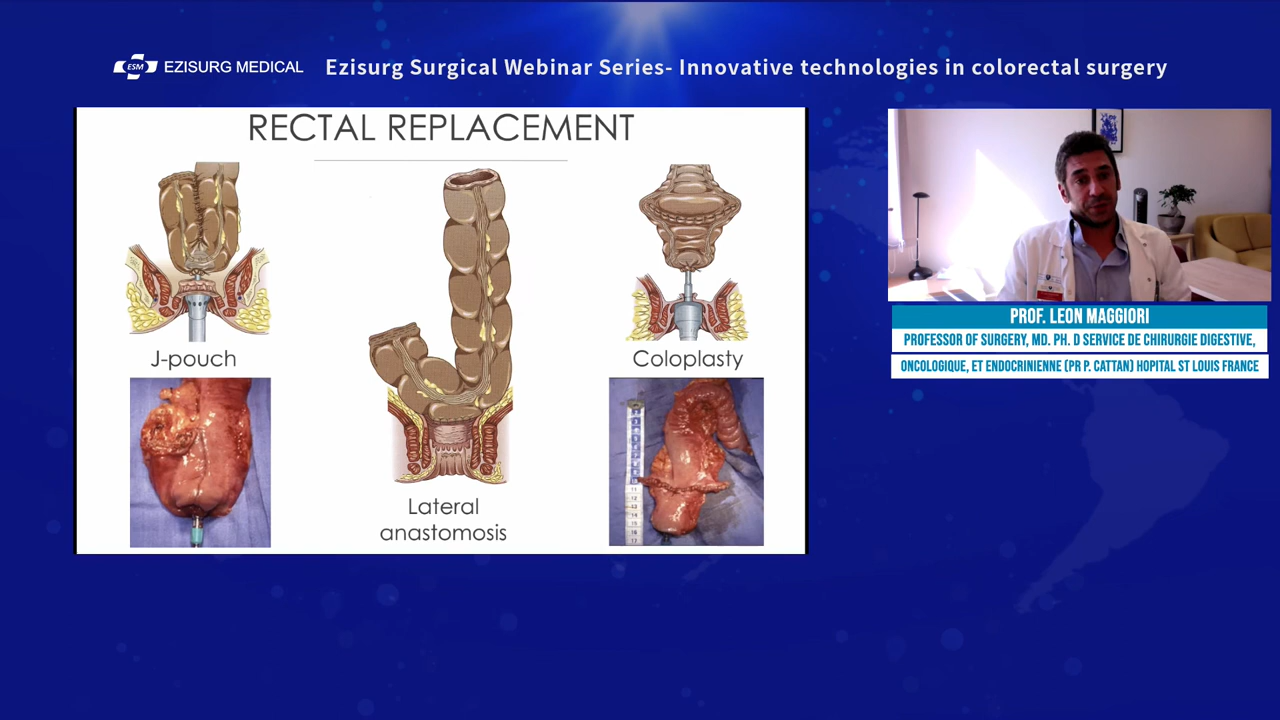 ESM EZISURG MEDICAL
Ezisurg Surgical Webinar Series- Innovative technologies in colorectal surgery
RECTAL REPLACEMENT
J-pouch
Lateral
anastomosis
Coloplasty
PROF. LEON MAGGIORI
PROFESSOR OF SURGERY, MD. PH. D SERVICE DE CHIRURGIE DIGESTIVE,
ONCOLOGIQUE, ET ENDOCRINIENNE (PR P. CATTAN) HOPITAL ST LOUIS FRANCE